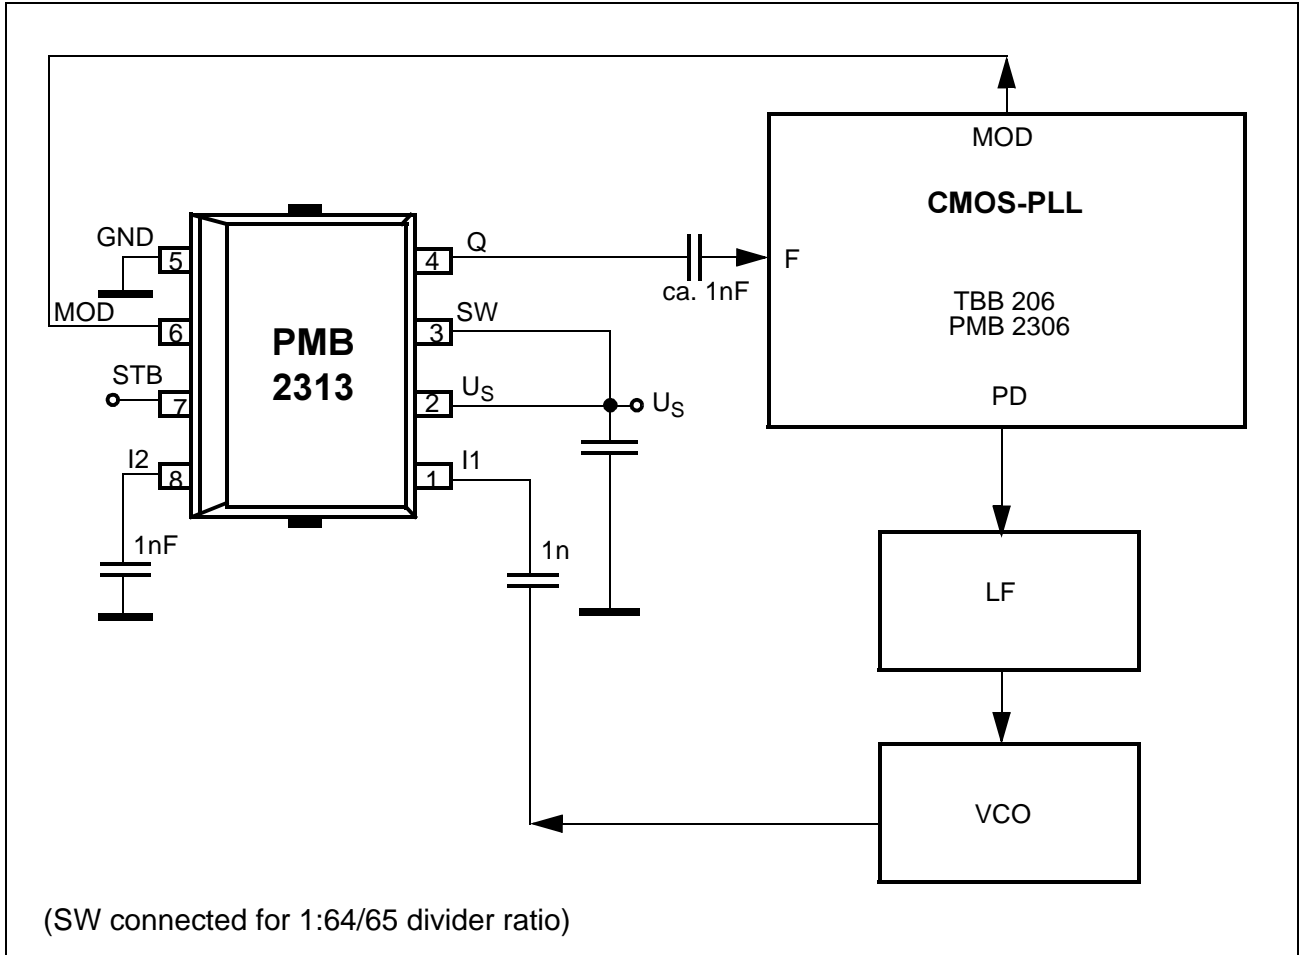 MOD
CMOS-PLL
GND
5
4
Q
F
ca. 1nF
TBB 206
PMB 2306
MOD
6
PMB
2313
3
SW
STB
7
2
U_S
U_S
PD
I2
8
1
I1
1nF
1n
LF
VCO
(SW connected for 1:64/65 divider ratio)